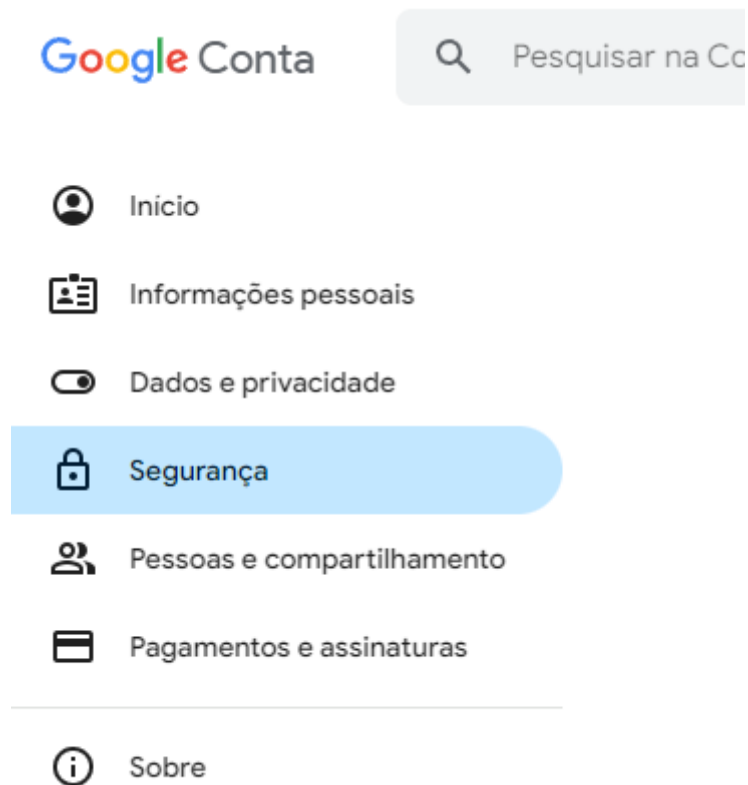 Google Conta
Pesquisar na Co
Início
Informações pessoais
Dados e privacidade
Segurança
Pessoas e compartilhamento
Pagamentos e assinaturas
Sobre